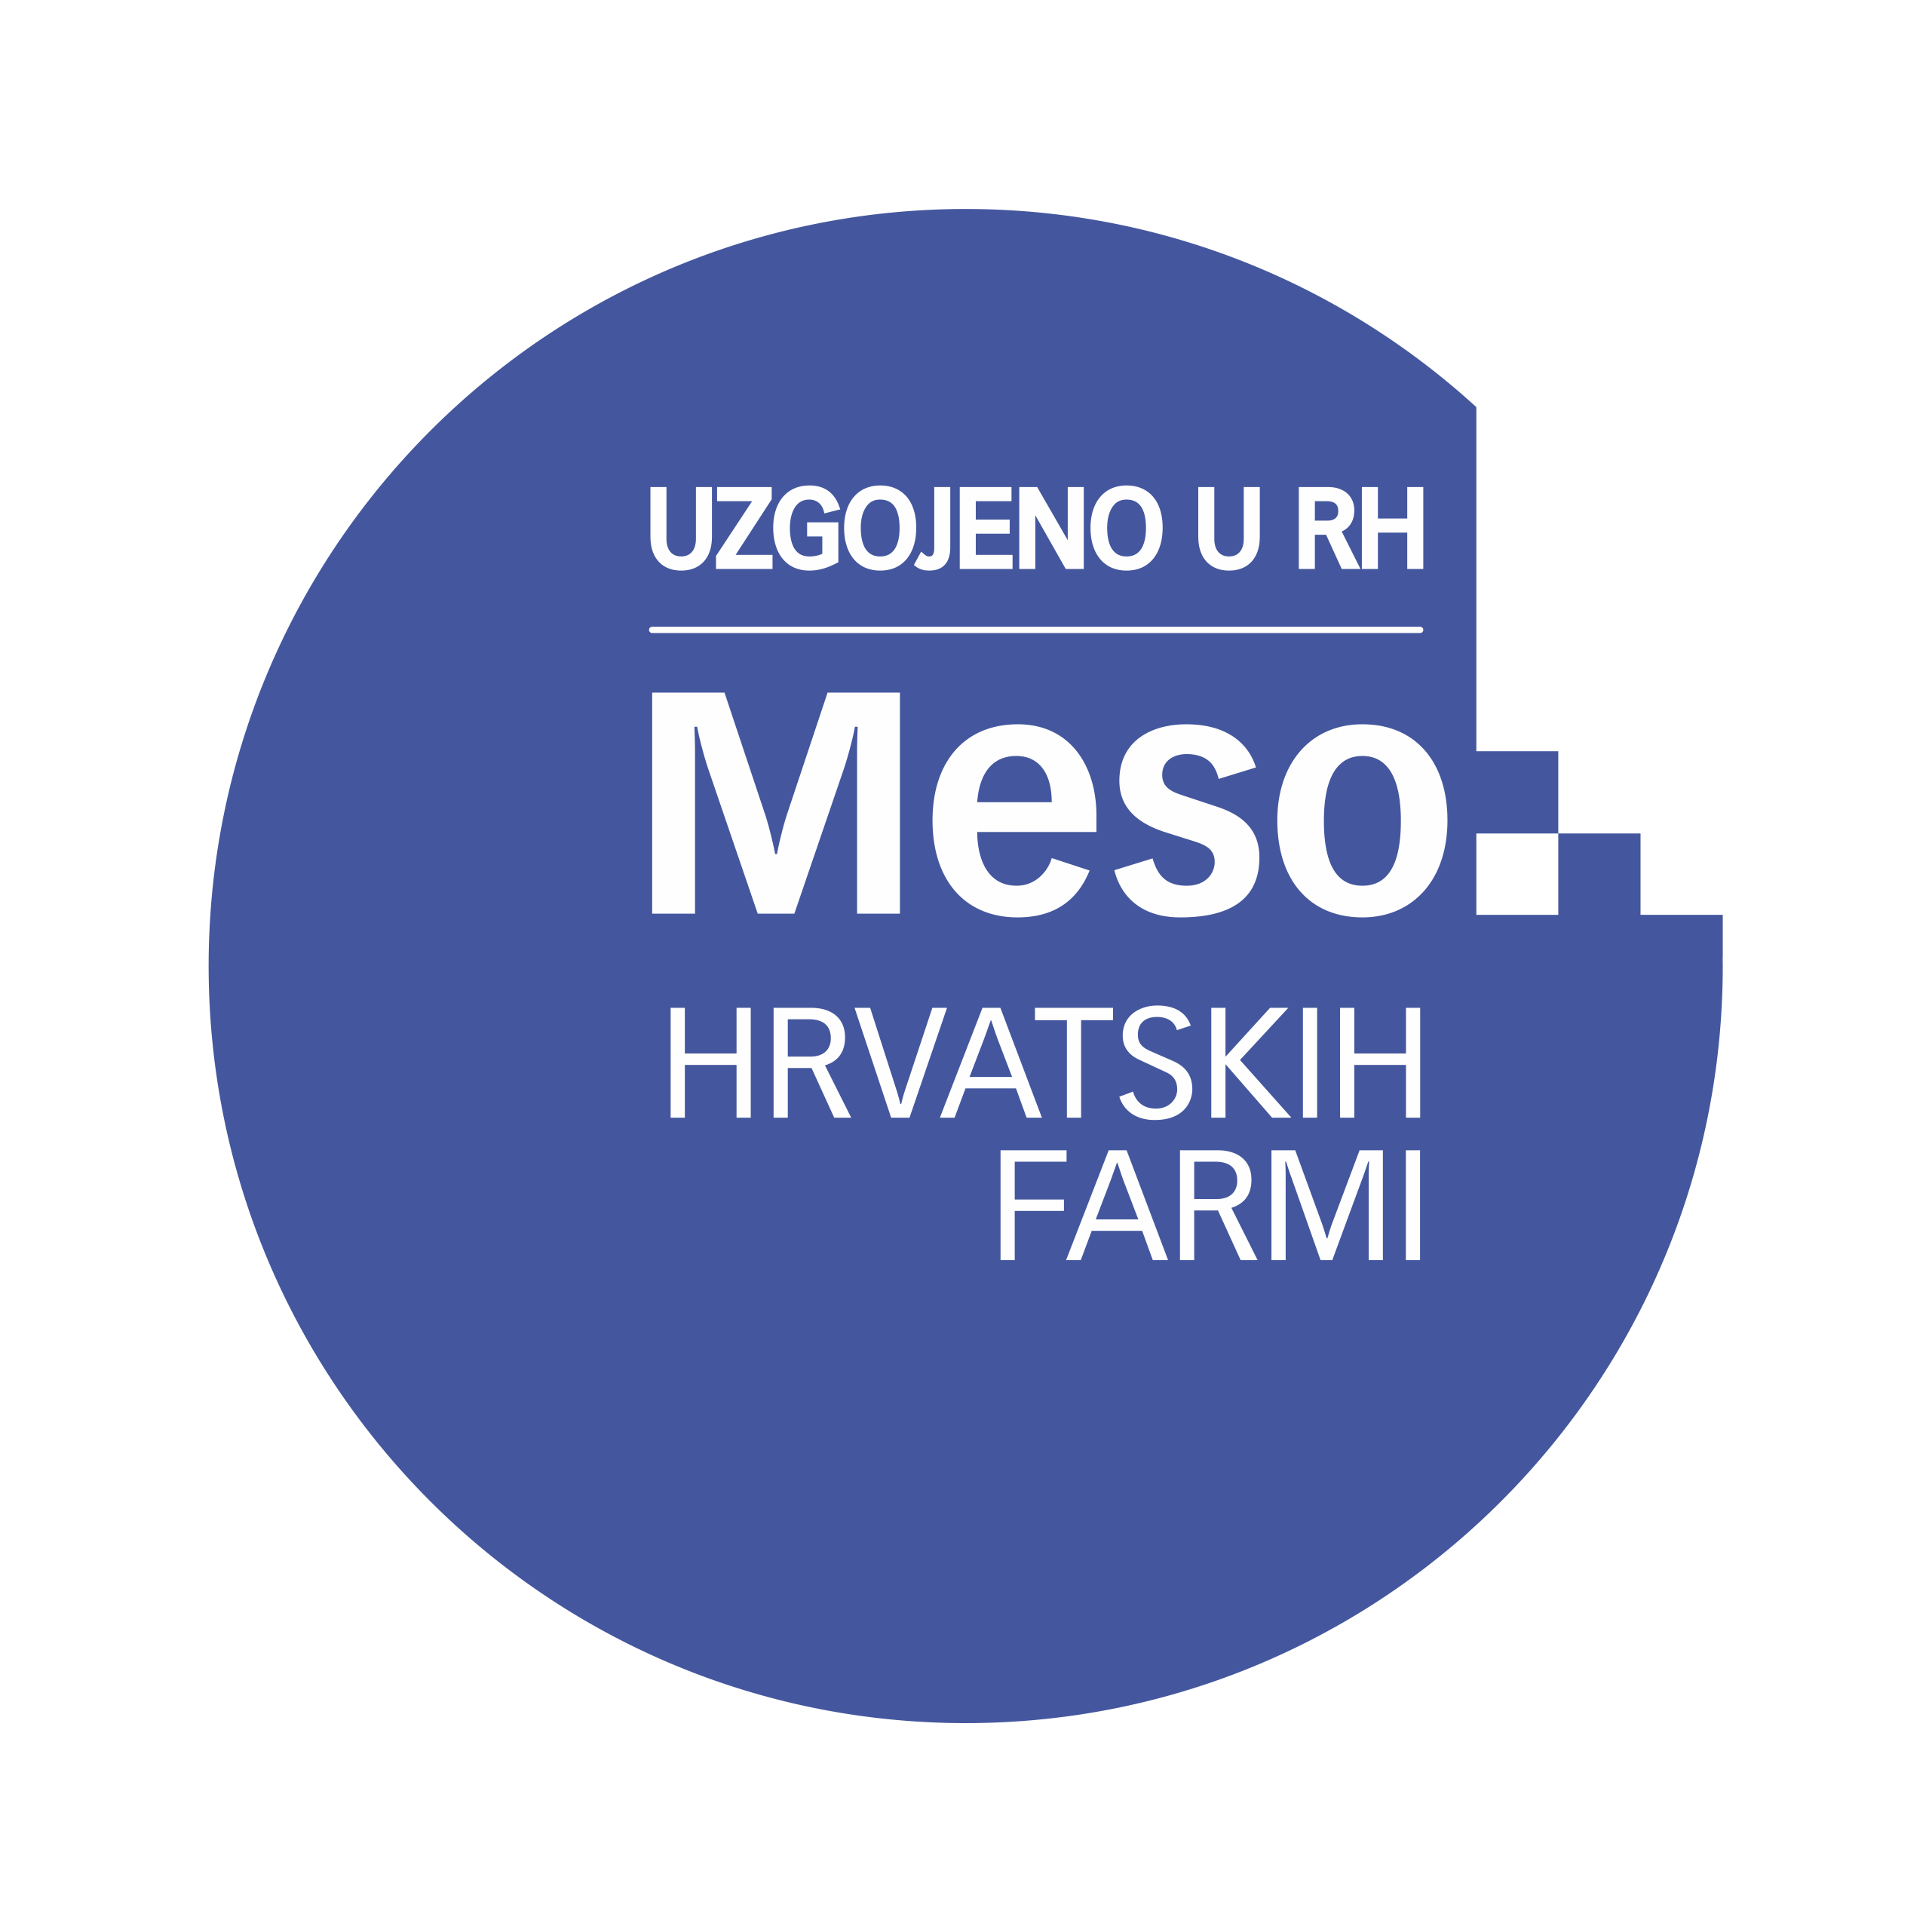 UZGOJENO U RH
Meso.
HRVATSKIH
FARMI